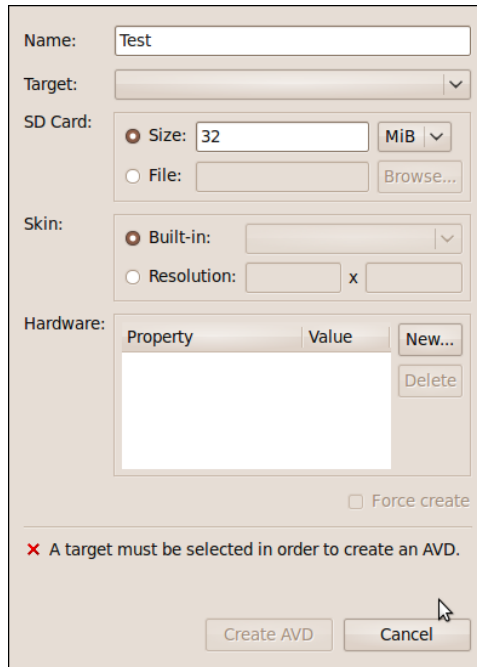 Name: Test
Target:
SD Card:
Size: 32 MiB
File: Browse...
Skin:
Built-in:
Resolution: x
Hardware:
Property Value New...
Delete
Force create
A target must be selected in order to create an AVD.
Create AVD Cancel